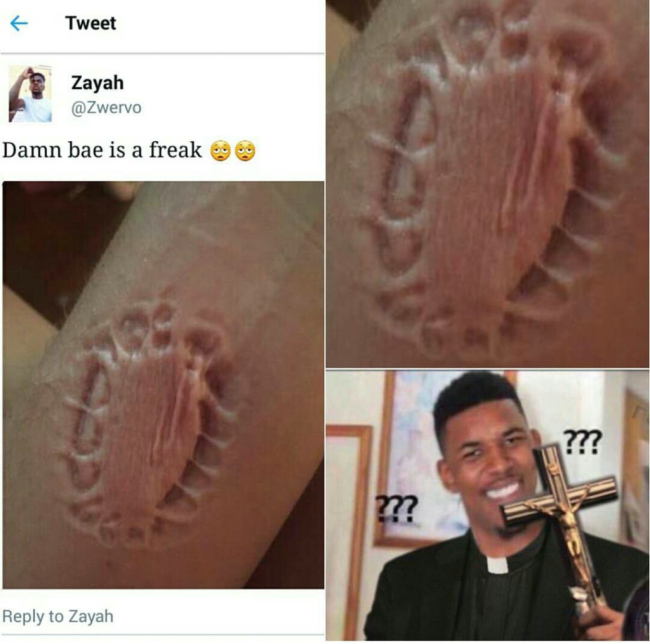 Tweet
Zayah
@Zwervo
Damn bae is a freak 😩😩
Reply to Zayah
???
???